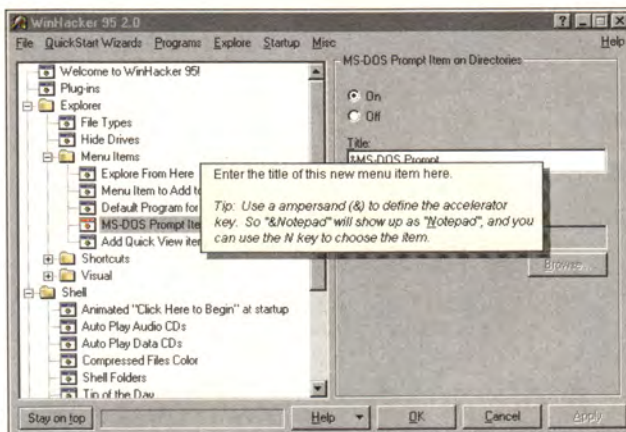 WinHacker 95 2.0
File QuickStart Wizards Programs Explore Startup Misc Help
Welcome to WinHacker 95!
Plug-ins
Explorer
File Types
Hide Drives
Menu Items
Explore From Here
Menu Item to Add to
Default Program for
MS-DOS Prompt Ite
Add Quick View item
Shortcuts
Visual
Shell
Animated "Click Here to Begin" at startup
Auto Play Audio CDs
Auto Play Data CDs
Compressed Files Color
Shell Folders
Tip of the Day
MS-DOS Prompt Item on Directories
On
Off
Title:
&MS-DOS Prompt
Enter the title of this new menu item here.
Tip: Use a ampersand (&) to define the accelerator
key. So "&Notepad" will show up as "Notepad", and you
can use the N key to choose the item.
Browse...
Stay on top Help OK Cancel Apply